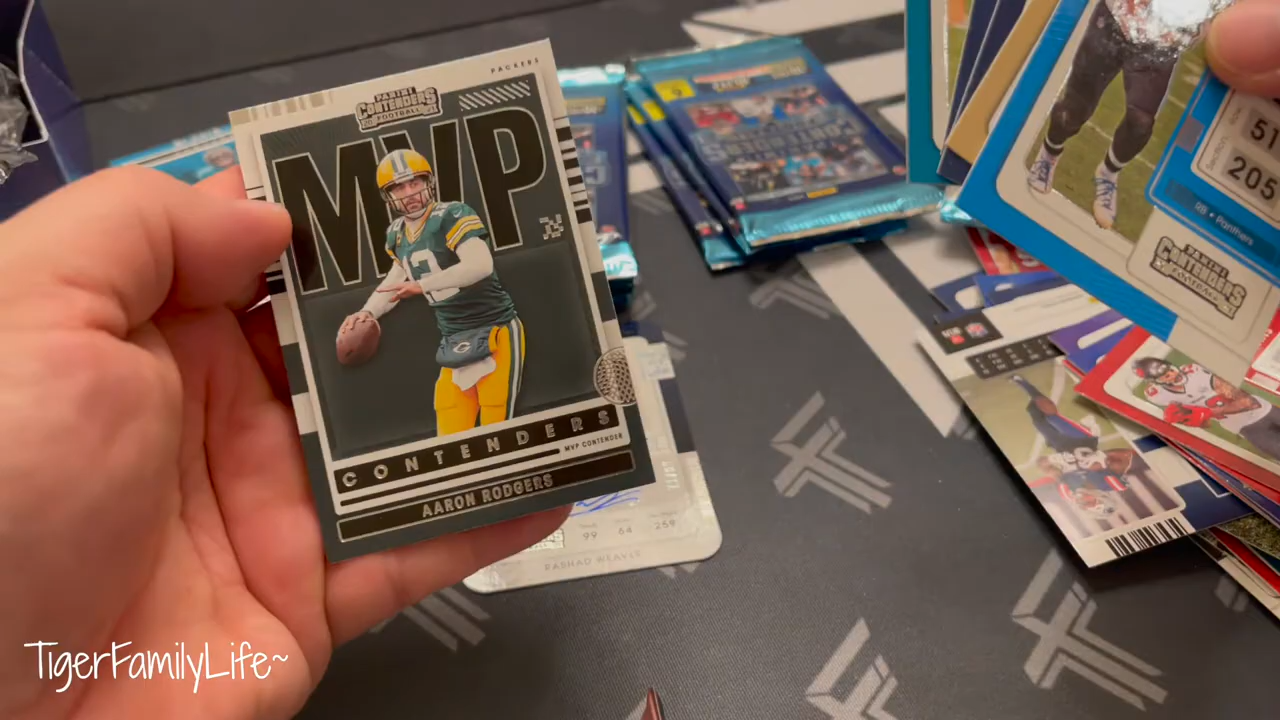 PACKERS
PANINI
CONTENDERS
FOOTBALL
MVP
CONTENDERS
MVP CONTENDER
AARON RODGERS
99 64 259
RASHAD WEAVER
51
205
RB • Panthers
PANINI
CONTENDERS
TigerFamilyLife~